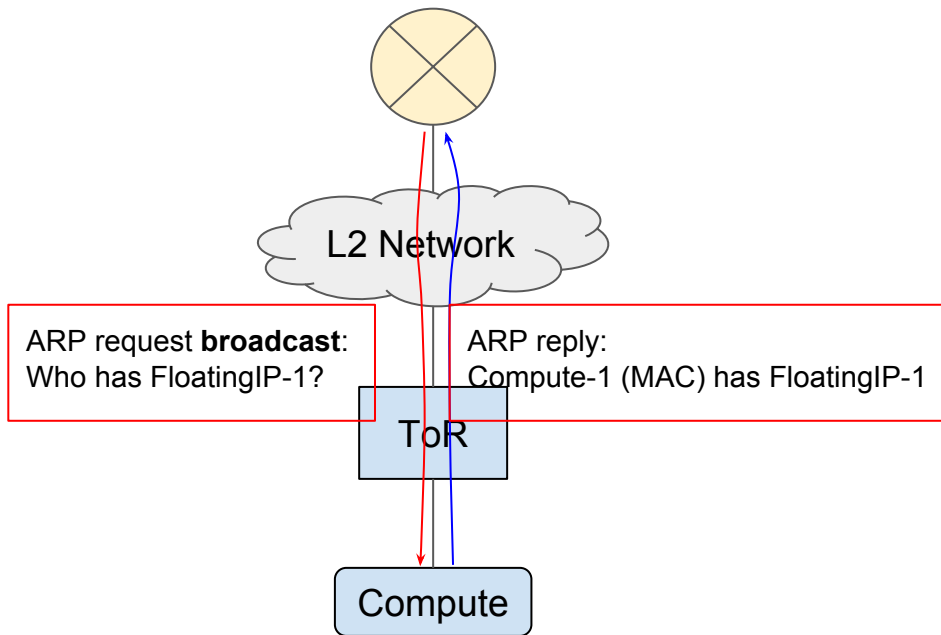 L2 Network
ARP request broadcast:
Who has FloatingIP-1?
ARP reply:
Compute-1 (MAC) has FloatingIP-1
ToR
Compute